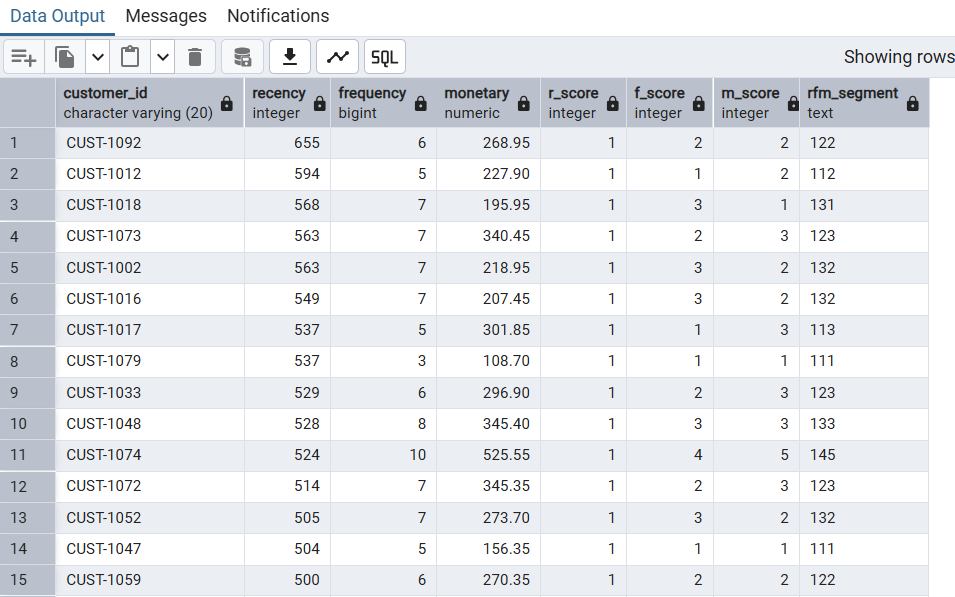 Data Output Messages Notifications
SQL Showing rows
customer_id recency frequency monetary r_score f_score m_score rfm_segment
character varying (20) integer bigint numeric integer integer integer text
1 CUST-1092 655 6 268.95 1 2 2 122
2 CUST-1012 594 5 227.90 1 1 2 112
3 CUST-1018 568 7 195.95 1 3 1 131
4 CUST-1073 563 7 340.45 1 2 3 123
5 CUST-1002 563 7 218.95 1 3 2 132
6 CUST-1016 549 7 207.45 1 3 2 132
7 CUST-1017 537 5 301.85 1 1 3 113
8 CUST-1079 537 3 108.70 1 1 1 111
9 CUST-1033 529 6 296.90 1 2 3 123
10 CUST-1048 528 8 345.40 1 3 3 133
11 CUST-1074 524 10 525.55 1 4 5 145
12 CUST-1072 514 7 345.35 1 2 3 123
13 CUST-1052 505 7 273.70 1 3 2 132
14 CUST-1047 504 5 156.35 1 1 1 111
15 CUST-1059 500 6 270.35 1 2 2 122